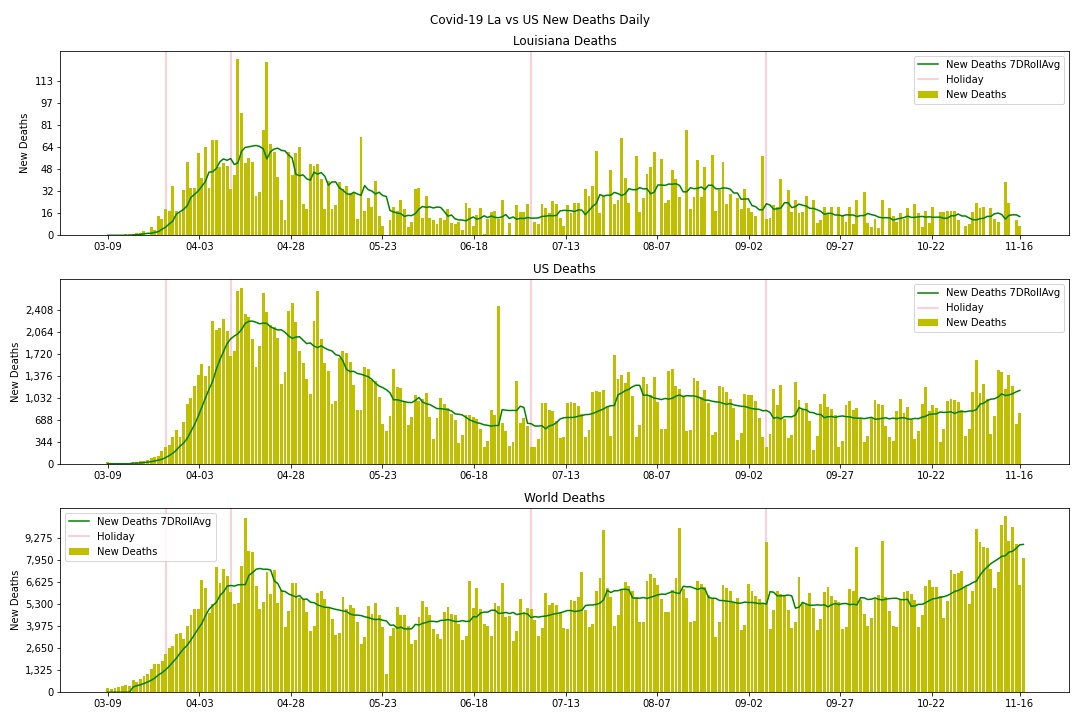 Covid-19 La vs US New Deaths Daily
Louisiana Deaths
New Deaths
113
97
81
64
48
32
16
0
New Deaths 7DRollAvg
Holiday
New Deaths
03-09 04-03 04-28 05-23 06-18 07-13 08-07 09-02 09-27 10-22 11-16
US Deaths
New Deaths
2,408
2,064
1,720
1,376
1,032
688
344
0
New Deaths 7DRollAvg
Holiday
New Deaths
03-09 04-03 04-28 05-23 06-18 07-13 08-07 09-02 09-27 10-22 11-16
World Deaths
New Deaths
9,275
7,950
6,625
5,300
3,975
2,650
1,325
0
New Deaths 7DRollAvg
Holiday
New Deaths
03-09 04-03 04-28 05-23 06-18 07-13 08-07 09-02 09-27 10-22 11-16